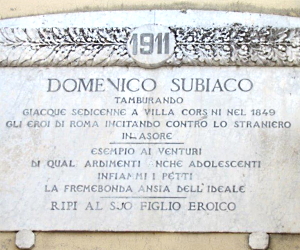 1911
DOMENICO SUBIACO
TAMBURANDO
GIACQUE SEDICENNE A VILLA CORSINI NEL 1849
GLI EROI DI ROMA INCITANDO CONTRO LO STRANIERO
INVASORE
ESEMPIO AI VENTURI
DI QUAL ARDIMENTI ANCHE ADOLESCENTI
INFIAMMI I PETTI
LA FREMEBONDA ANSIA DELL'IDEALE
RIPI AL SUO FIGLIO EROICO